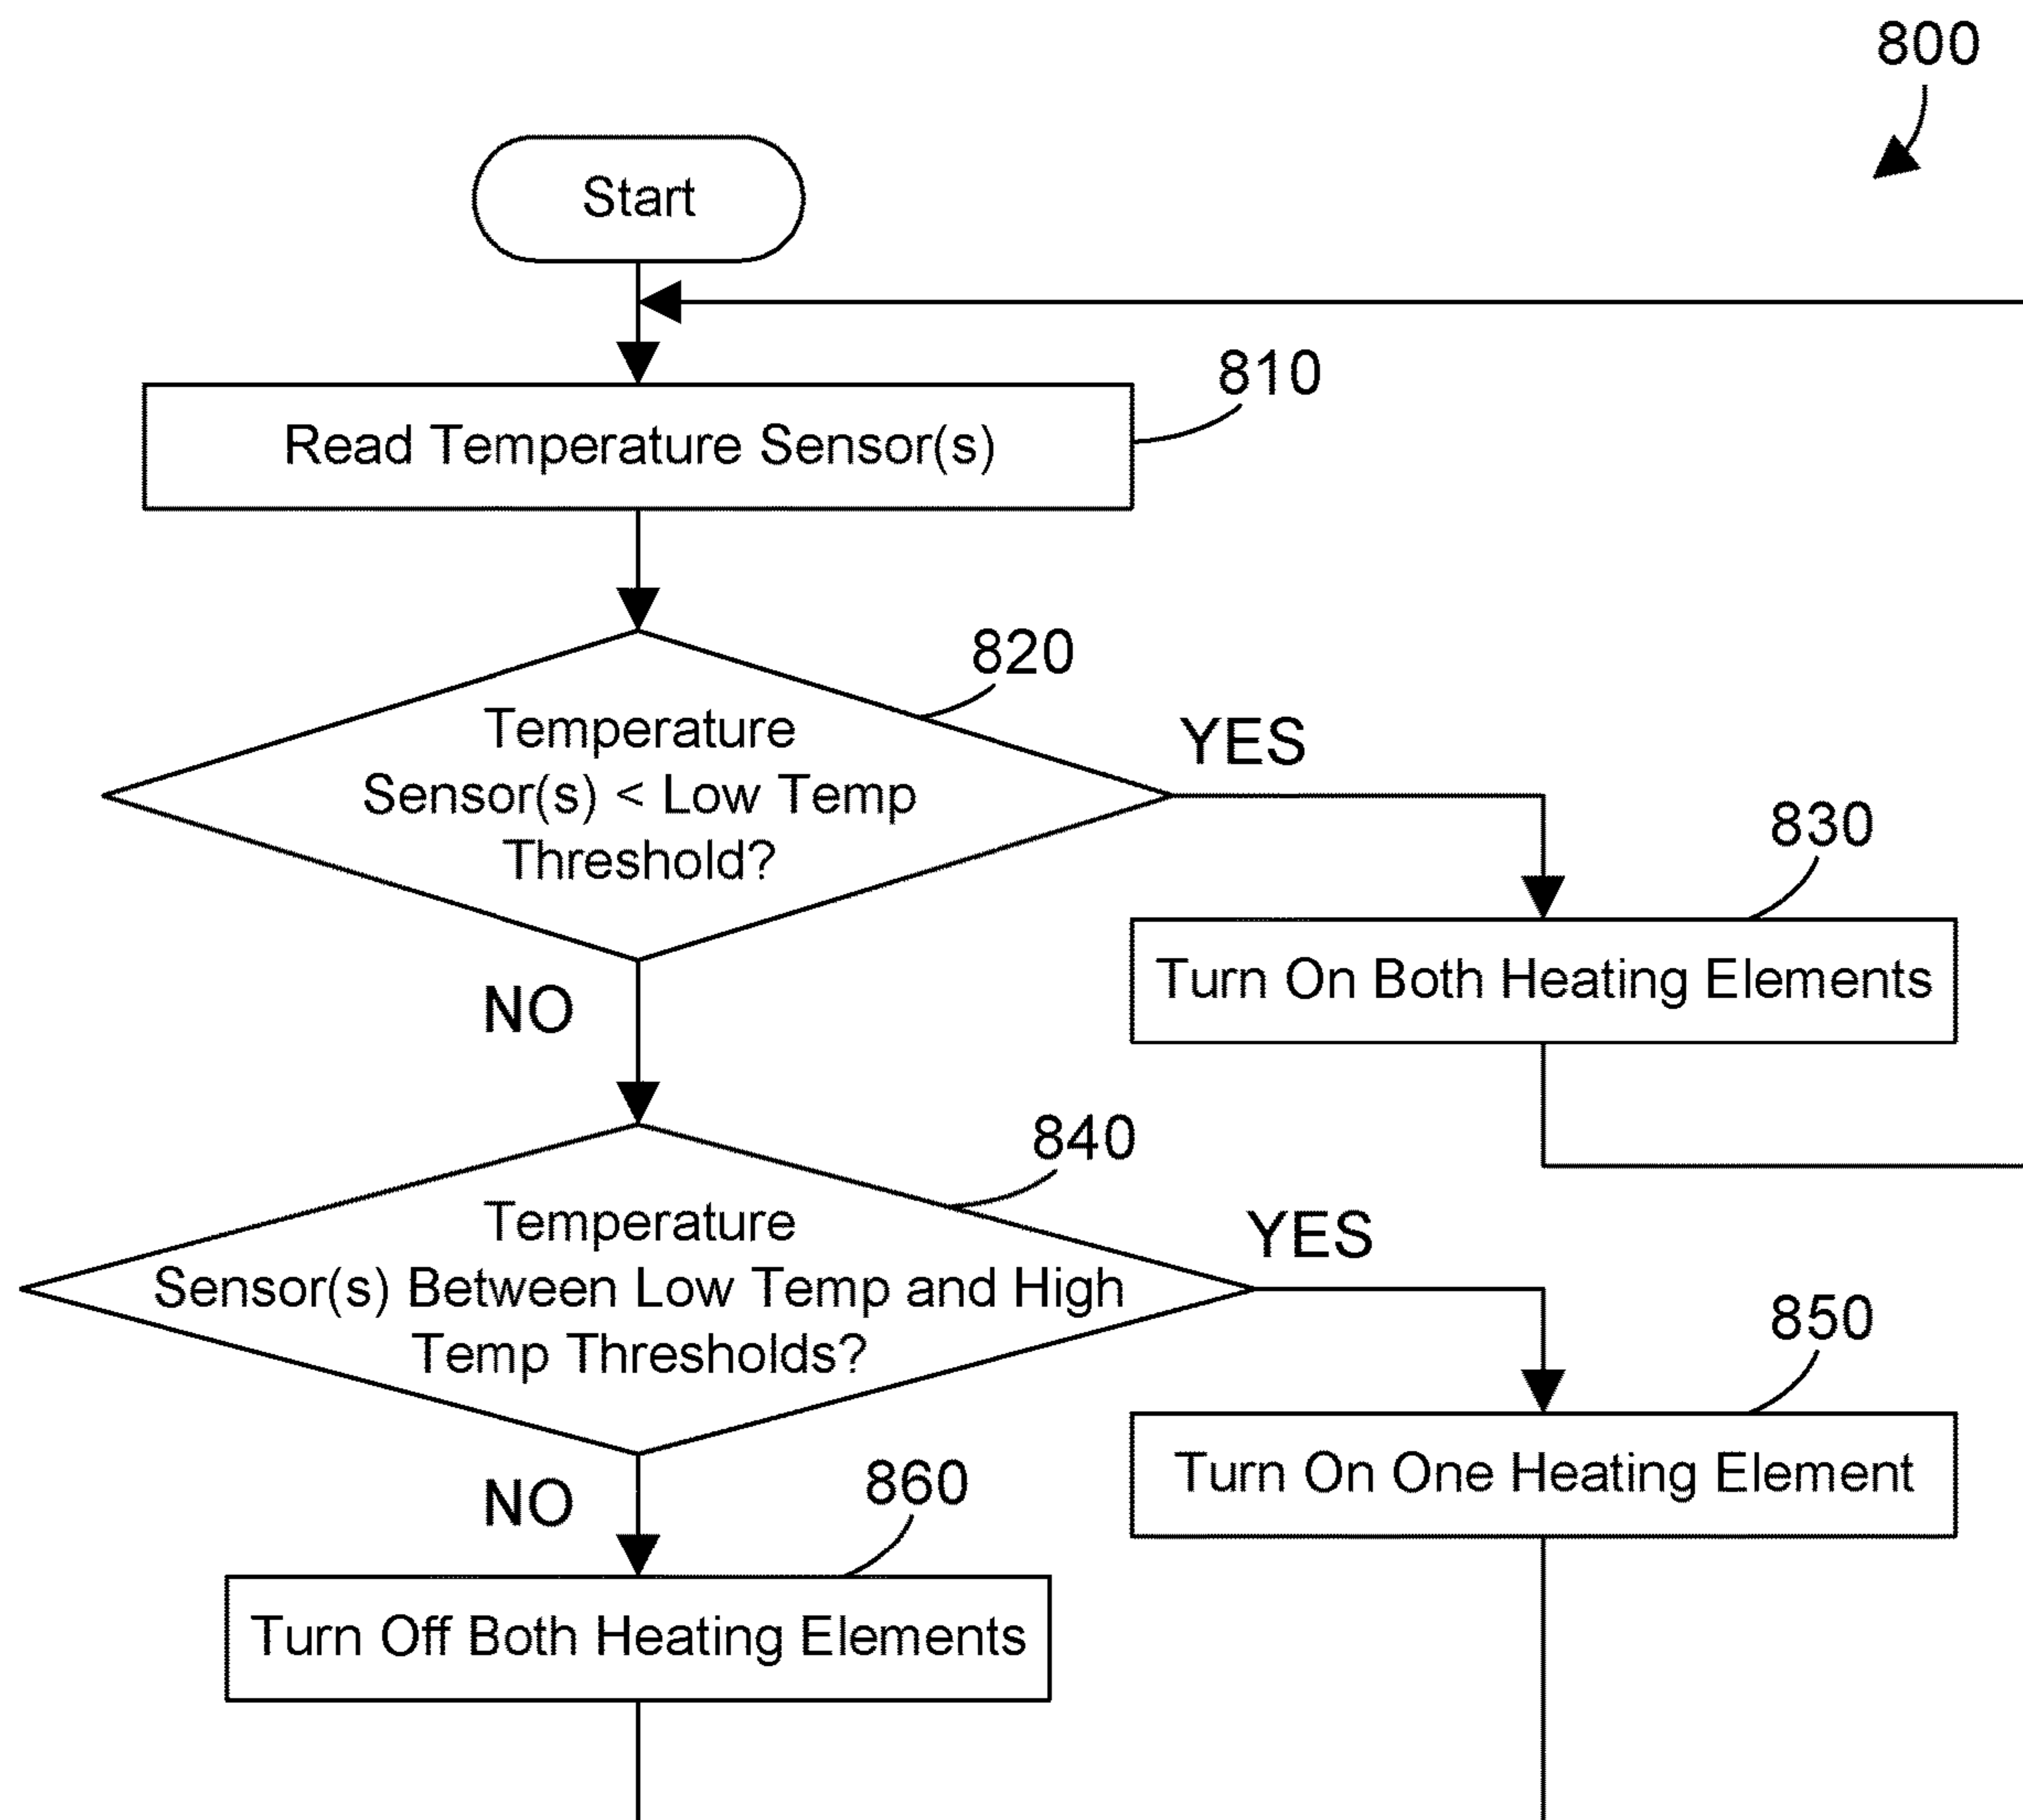 800
Start
810
Read Temperature Sensor(s)
820
Temperature
Sensor(s) < Low Temp
Threshold?
YES
830
Turn On Both Heating Elements
NO
840
Temperature
Sensor(s) Between Low Temp and High
Temp Thresholds?
YES
850
Turn On One Heating Element
NO
860
Turn Off Both Heating Elements